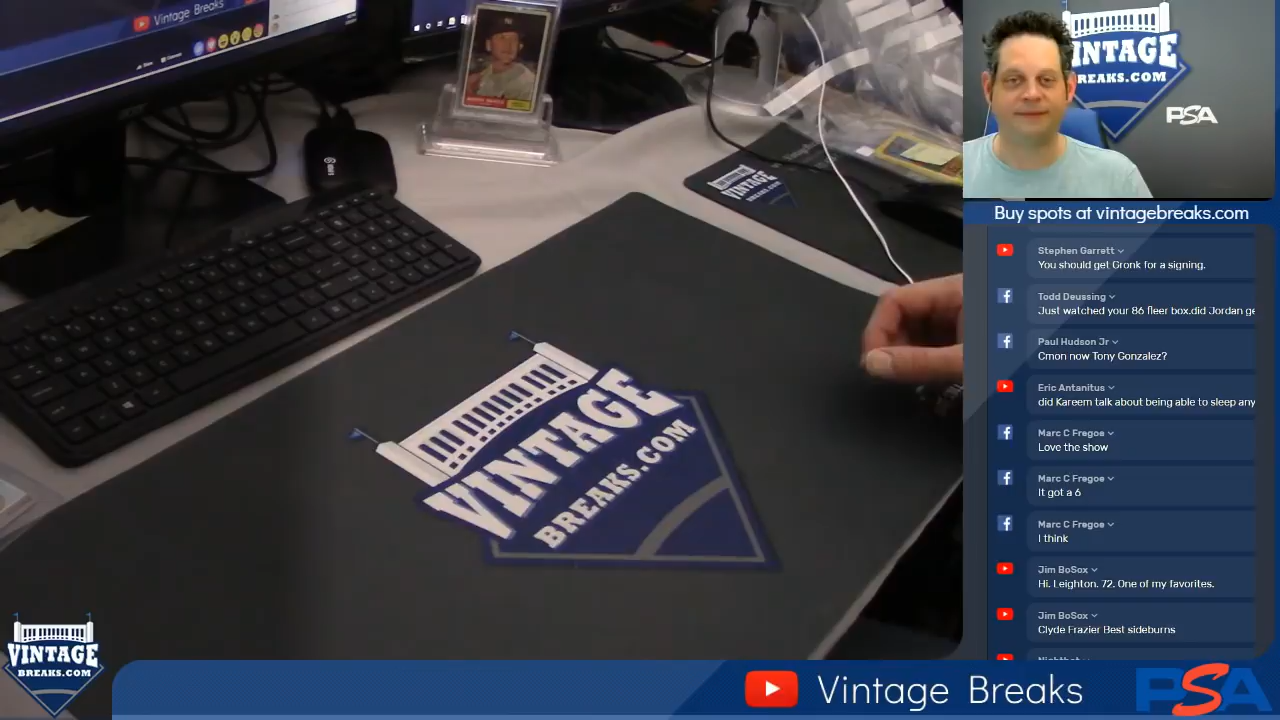 Vintage Breaks
VINTAGE
BREAKS.COM
PSA
VINTAGE
BREAKS.COM
Buy spots at vintagebreaks.com
Stephen Garrett
You should get Gronk for a signing.
Todd Deussing
Just watched your 86 fleer box.did Jordan ge
Paul Hudson Jr
Cmon now Tony Gonzalez?
Eric Antanitus
did Kareem talk about being able to sleep any
Marc C Fregoe
Love the show
Marc C Fregoe
It got a 6
Marc C Fregoe
I think
Jim BoSox
Hi. Leighton. 72. One of my favorites.
Jim BoSox
Clyde Frazier Best sideburns
VINTAGE
BREAKS.COM
VINTAGE
BREAKS.COM
Vintage Breaks
PSA